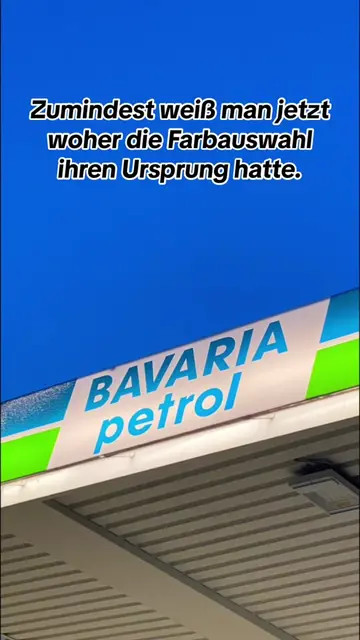 Zumindest weiß man jetzt
woher die Farbauswahl
ihren Ursprung hatte.
BAVARIA
petrol